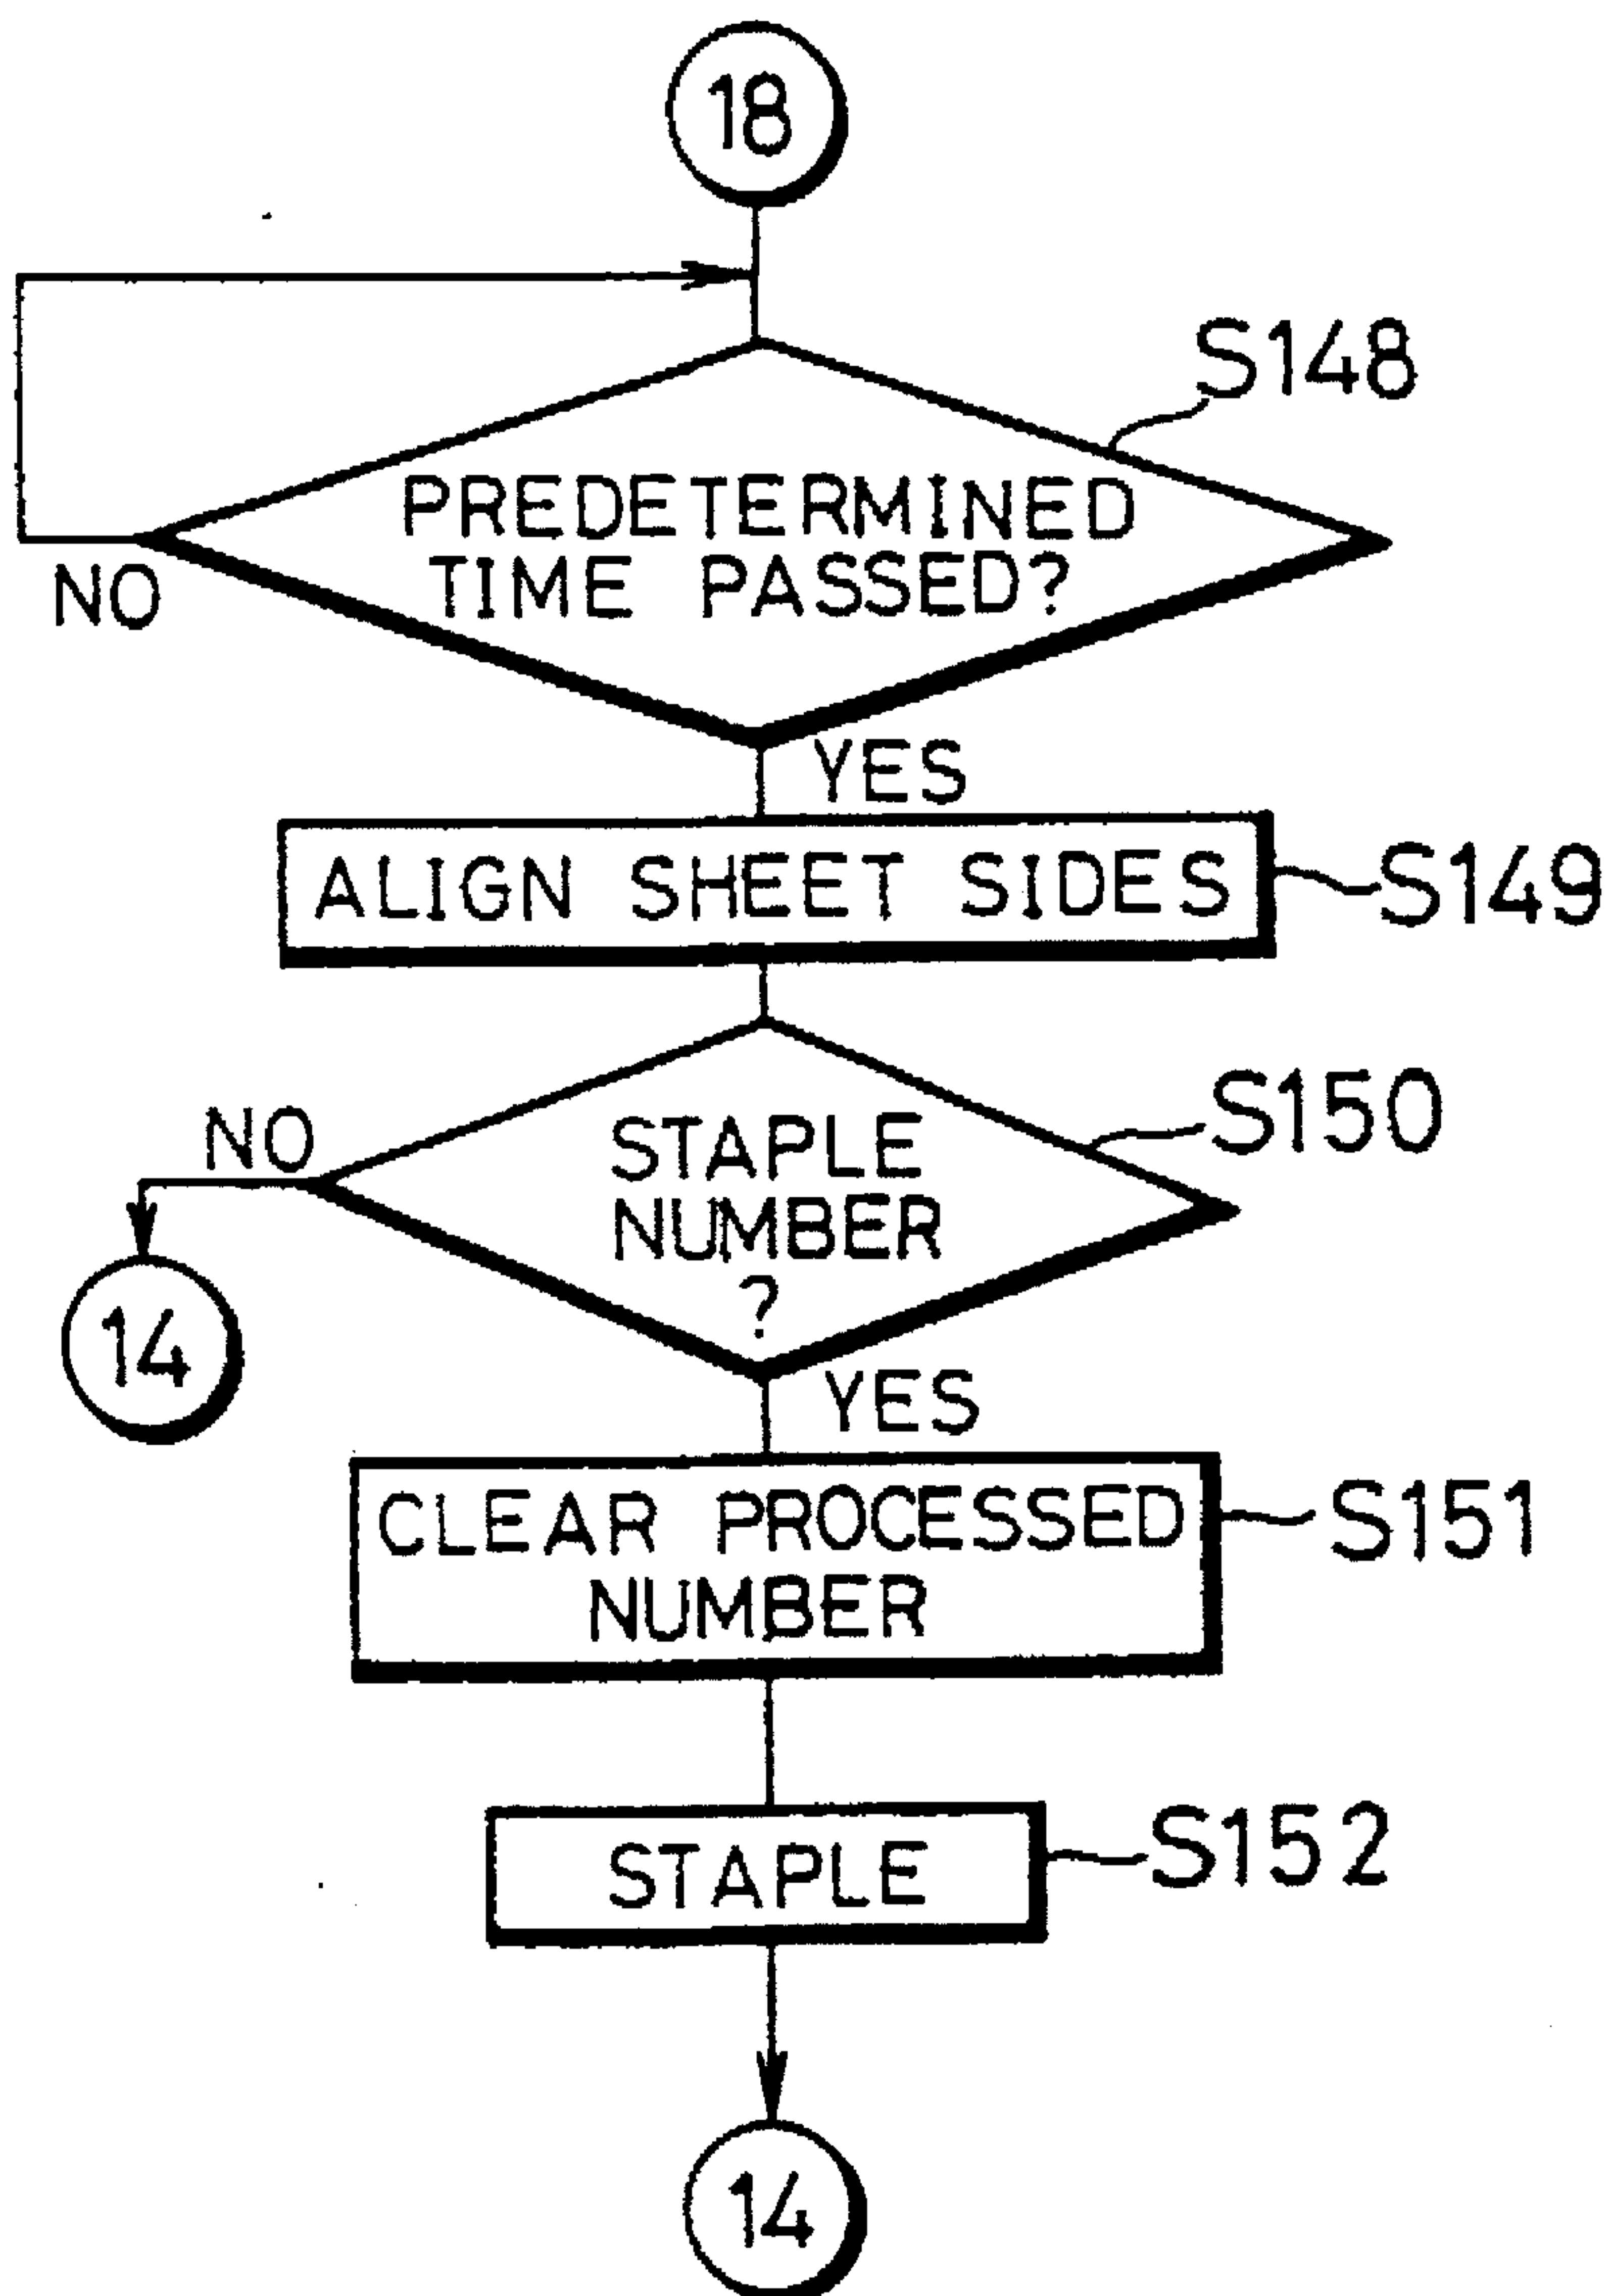 18
S148
PREDETERMINED
TIME PASSED?
NO
YES
ALIGN SHEET SIDES
S149
S150
NO
STAPLE
NUMBER
?
14
YES
CLEAR PROCESSED
NUMBER
S151
STAPLE
S152
14